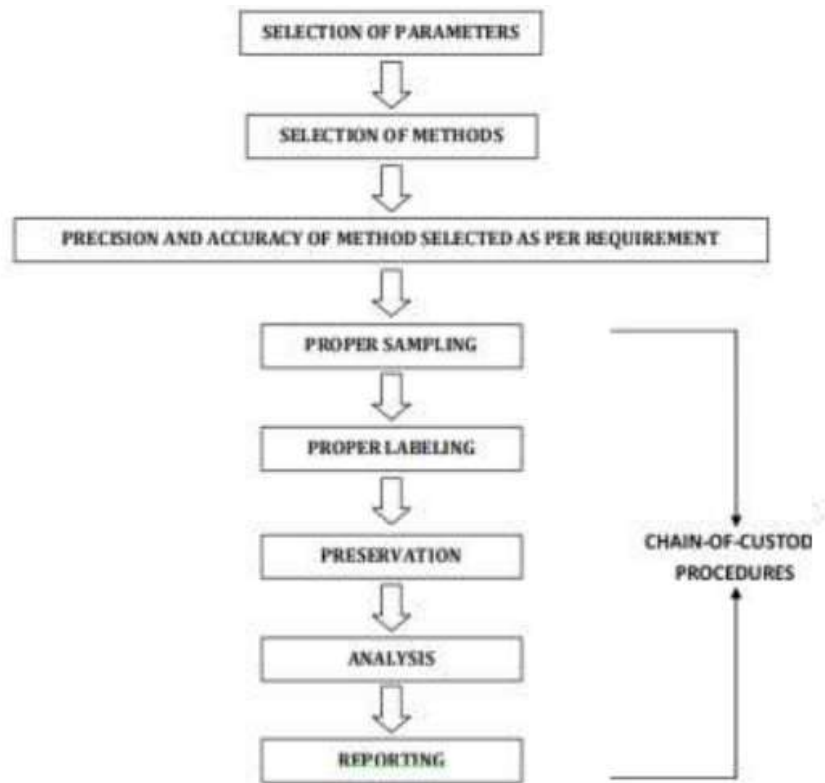 SELECTION OF PARAMETERS
SELECTION OF METHODS
PRECISION AND ACCURACY OF METHOD SELECTED AS PER REQUIREMENT
PROPER SAMPLING
PROPER LABELING
PRESERVATION
CHAIN-OF-CUSTOD
PROCEDURES
ANALYSIS
REPORTING